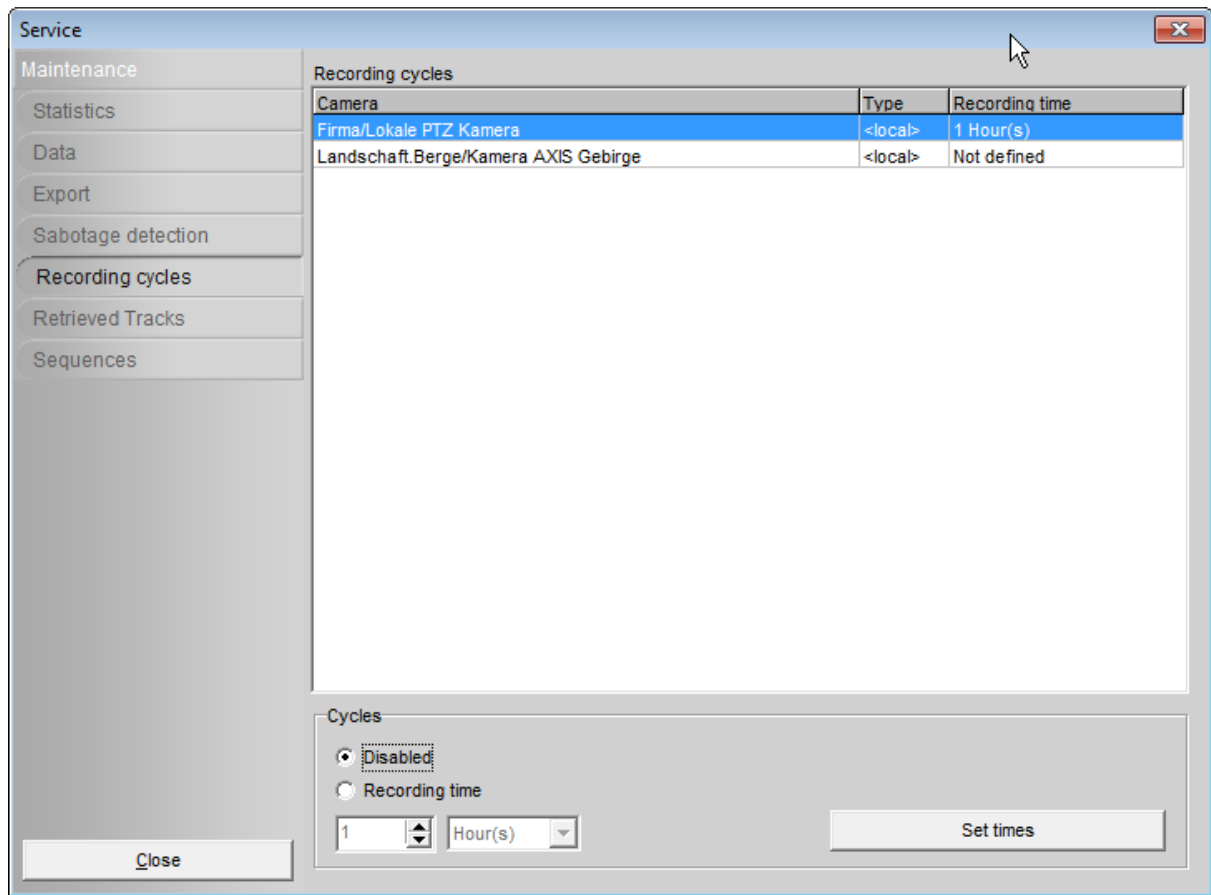 Service
Maintenance
Statistics
Data
Export
Sabotage detection
Recording cycles
Retrieved Tracks
Sequences
Close
Recording cycles
Camera Type Recording time
Firma/Lokale PTZ Kamera <local> 1 Hour(s)
Landschaft.Berge/Kamera AXIS Gebirge <local> Not defined
Cycles
Disabled
Recording time
1 Hour(s)
Set times